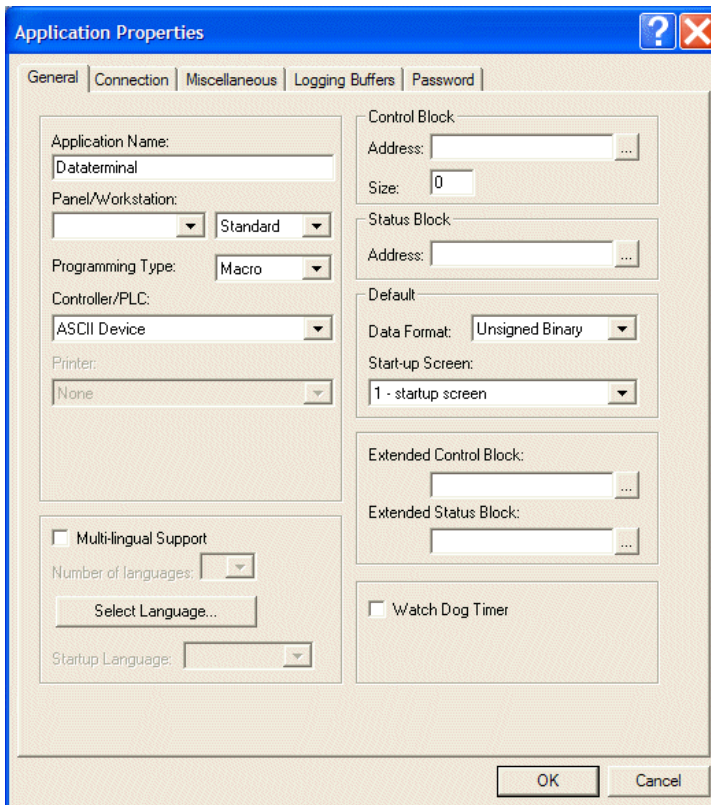 Application Properties
General Connection Miscellaneous Logging Buffers Password
Application Name:
Dataterminal
Panel/Workstation:
Standard
Programming Type: Macro
Controller/PLC:
ASCII Device
Printer:
None
Multi-lingual Support
Number of languages:
Select Language...
Startup Language:
Control Block
Address: ...
Size: 0
Status Block
Address: ...
Default
Data Format: Unsigned Binary
Start-up Screen:
1 - startup screen
Extended Control Block:
...
Extended Status Block:
...
Watch Dog Timer
OK Cancel